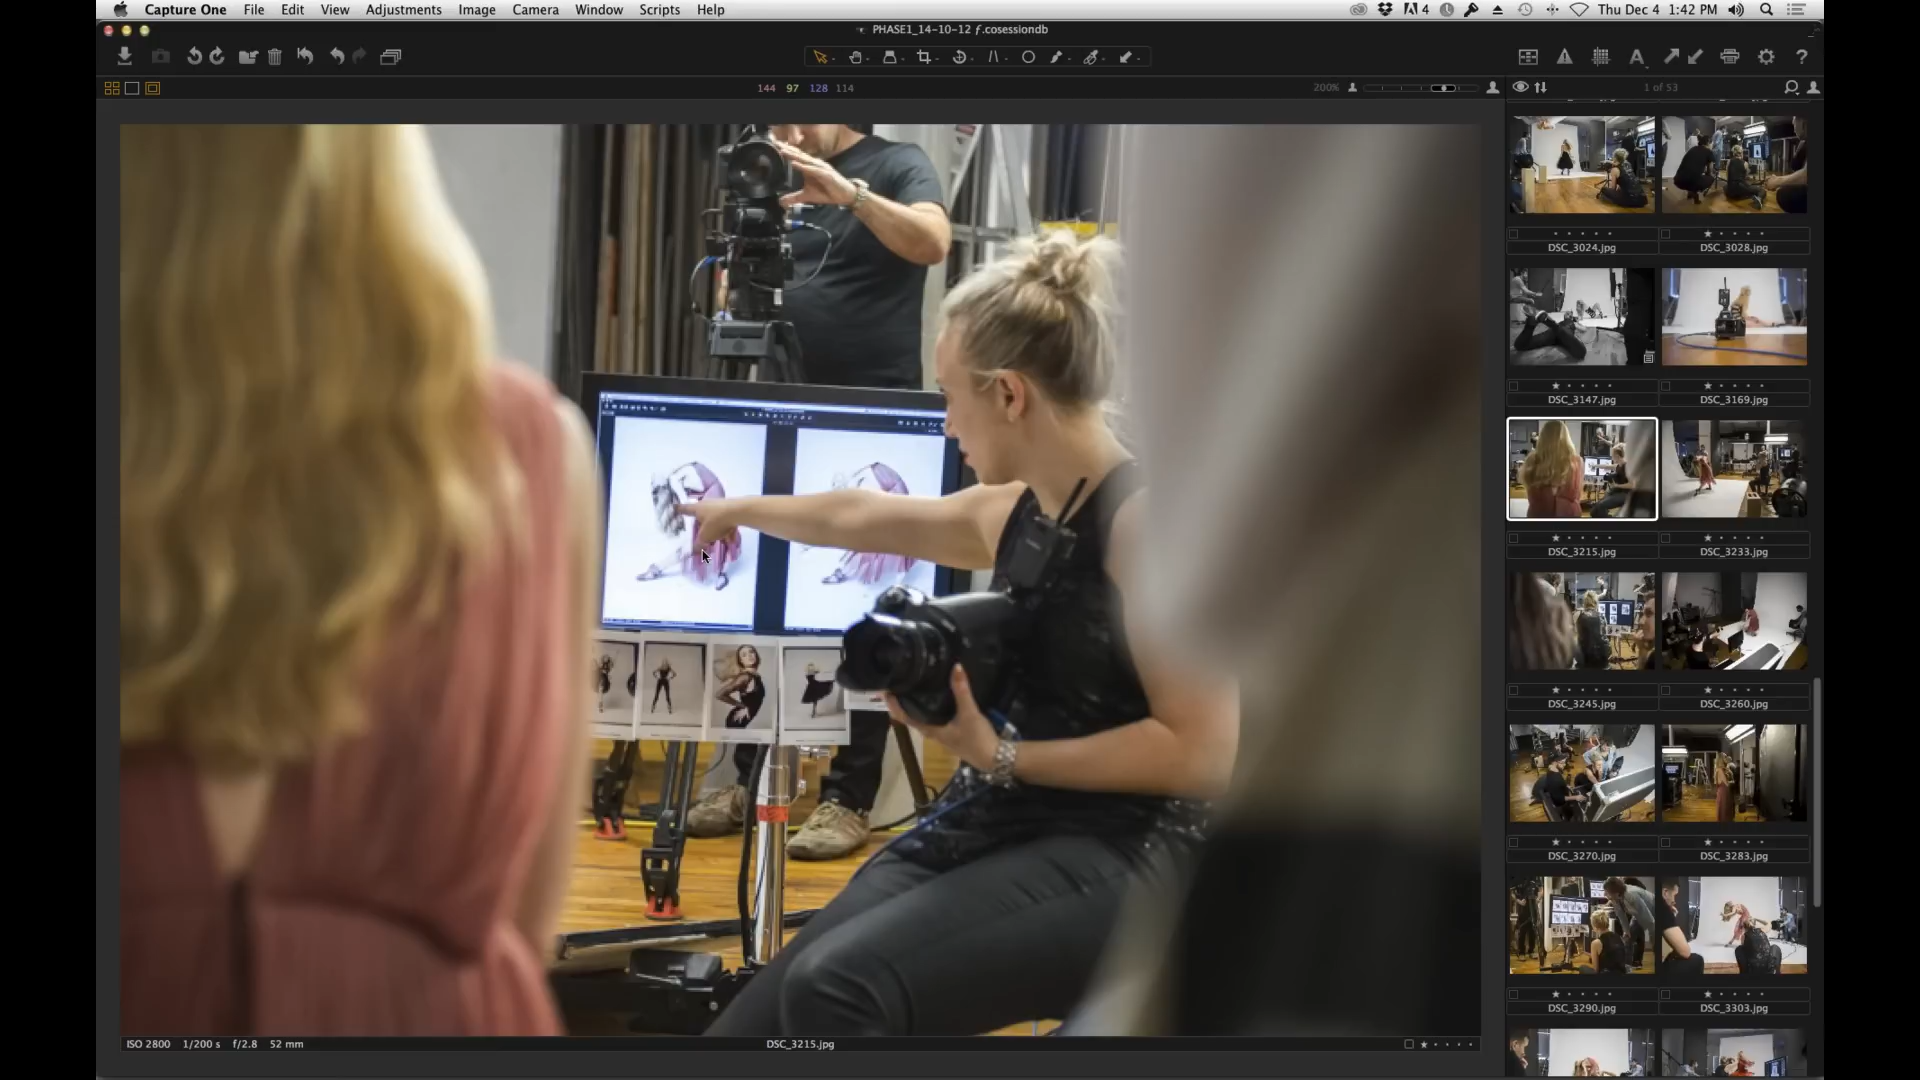 Capture One File Edit View Adjustments Image Camera Window Scripts Help 4 Thu Dec 4 1:42 PM
PHASE1_14-10-12 f.cosessiondb
A ?
144 97 128 114 200% 1 of 53
DSC_3024.jpg DSC_3028.jpg
DSC_3147.jpg DSC_3169.jpg
DSC_3215.jpg DSC_3233.jpg
DSC_3245.jpg DSC_3260.jpg
DSC_3270.jpg DSC_3283.jpg
DSC_3290.jpg DSC_3303.jpg
ISO 2800 1/200 s f/2.8 52 mm DSC_3215.jpg